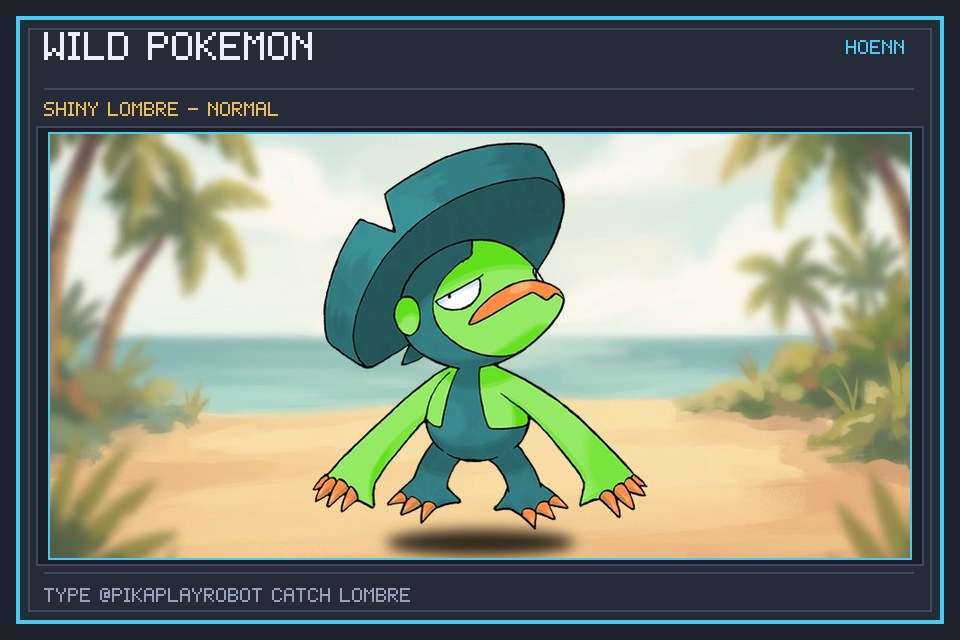 WILD POKEMON
HOENN
SHINY LOMBRE - NORMAL
TYPE @PIKAPLAYROBOT CATCH LOMBRE